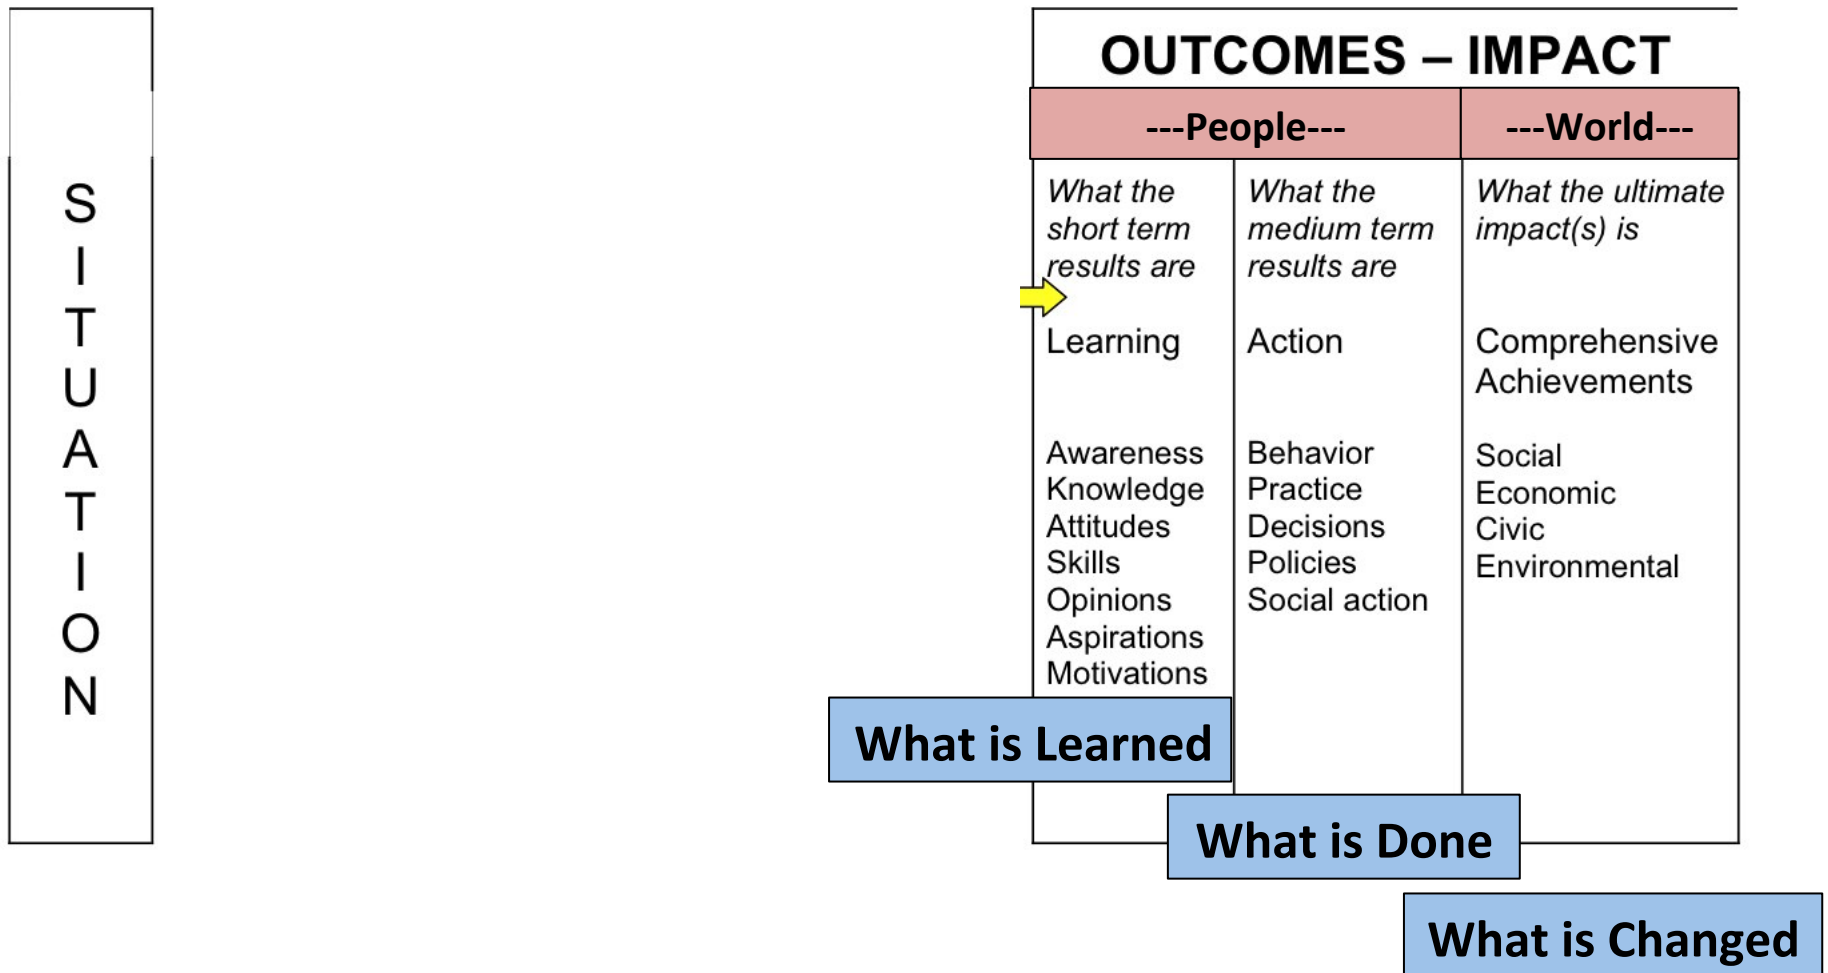 S
I
T
U
A
T
I
O
N
OUTCOMES – IMPACT
---People---
---World---
What the
short term
results are
Learning
Awareness
Knowledge
Attitudes
Skills
Opinions
Aspirations
Motivations
What the
medium term
results are
Action
Behavior
Practice
Decisions
Policies
Social action
What the ultimate
impact(s) is
Comprehensive
Achievements
Social
Economic
Civic
Environmental
What is Learned
What is Done
What is Changed